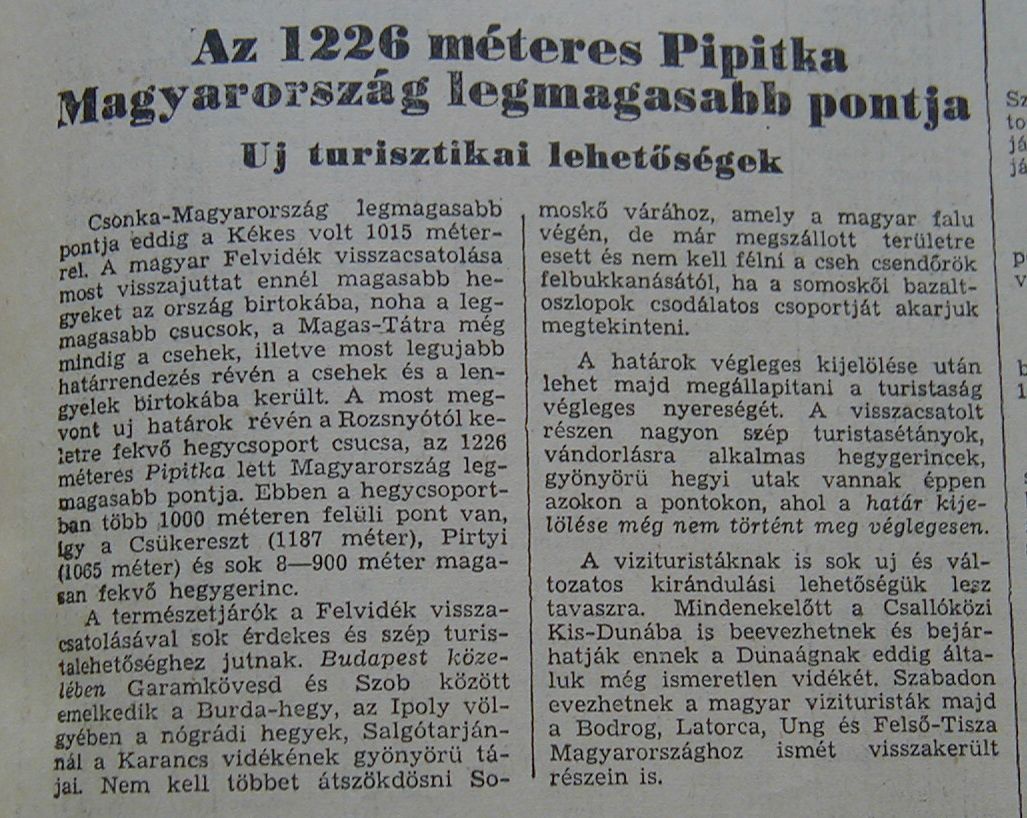 Az 1226 méteres Pipitka
Magyarország legmagasabb pontja
Uj turisztikai lehetőségek
Csonka-Magyarország legmagasabb
pontja eddig a Kékes volt 1015 méter-
rel. A magyar Felvidék visszacsatolása
most visszajuttat ennél magasabb he-
gyeket az ország birtokába, noha a leg-
magasabb csucsok, a Magas-Tátra még
mindig a csehek, illetve most legujabb
határrendezés révén a csehek és a len-
gyelek birtokába került. A most meg-
vont uj határok révén a Rozsnyótól ke-
letre fekvő hegycsoport csucsa, az 1226
méteres Pipitka lett Magyarország leg-
magasabb pontja. Ebben a hegycsoport-
ban több 1000 méteren felüli pont van,
igy a Csükereszt (1187 méter), Pirtyi
(1065 méter) és sok 8—900 méter maga-
san fekvő hegygerinc.
A természetjárók a Felvidék vissza-
csatolásával sok érdekes és szép turis-
talehetőséghez jutnak. Budapest köze-
lében Garamkövesd és Szob között
emelkedik a Burda-hegy, az Ipoly völ-
gyében a nógrádi hegyek, Salgótarján-
nál a Karancs vidékének gyönyörü tá-
jai. Nem kell többet átszökdösni So-
moskő várához, amely a magyar falu
végén, de már megszállott területre
esett és nem kell félni a cseh csendőrök
felbukkanásától, ha a somoskői bazalt-
oszlopok csodálatos csoportját akarjuk
megtekinteni.
A határok végleges kijelölése után
lehet majd megállapitani a turistaság
végleges nyereségét. A visszacsatolt
részen nagyon szép turistasétányok,
vándorlásra alkalmas hegygerincek,
gyönyörü hegyi utak vannak éppen
azokon a pontokon, ahol a határ kije-
lölése még nem történt meg véglegesen.
A vizituristáknak is sok uj és vál-
tozatos kirándulási lehetőségük lesz
tavaszra. Mindenekelőtt a Csallóközi
Kis-Dunába is beevezhetnek és bejár-
hatják ennek a Dunaágnak eddig álta-
luk még ismeretlen vidékét. Szabadon
evezhetnek a magyar vizituristák majd
a Bodrog, Latorca, Ung és Felső-Tisza
Magyarországhoz ismét visszakerült
részein is.